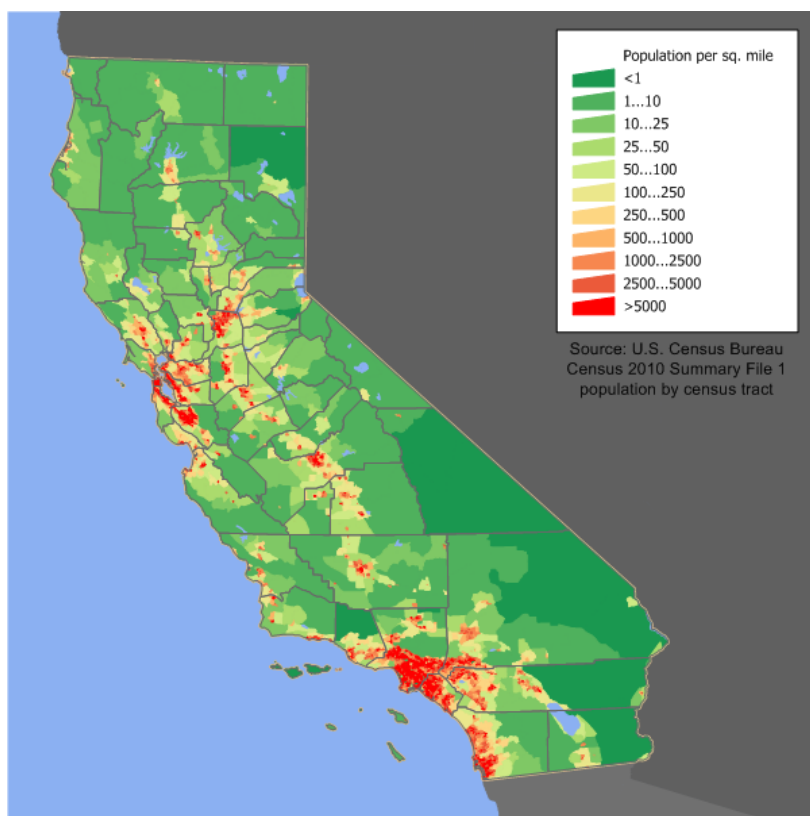 Population per sq. mile
<1
1...10
10...25
25...50
50...100
100...250
250...500
500...1000
1000...2500
2500...5000
>5000
Source: U.S. Census Bureau
Census 2010 Summary File 1
population by census tract